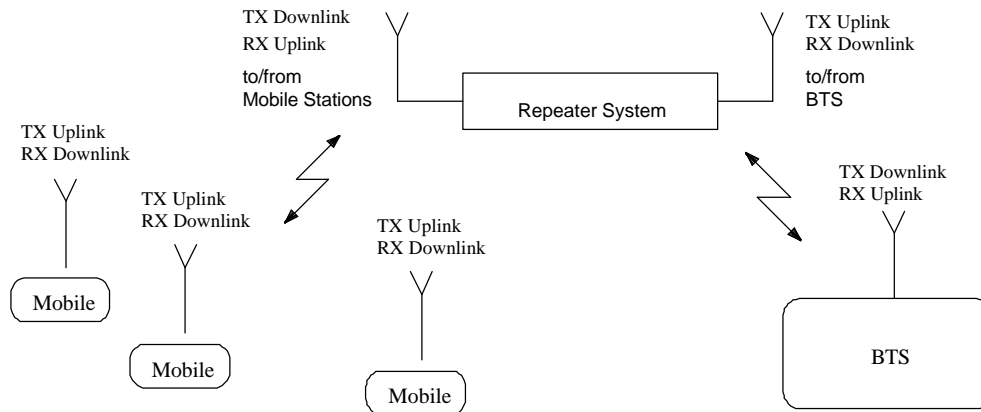 TX Downlink
RX Uplink
to/from
Mobile Stations
TX Uplink
RX Downlink
to/from
BTS
Repeater System
TX Uplink
RX Downlink
TX Uplink
RX Downlink
TX Uplink
RX Downlink
TX Downlink
RX Uplink
Mobile
Mobile
Mobile
BTS